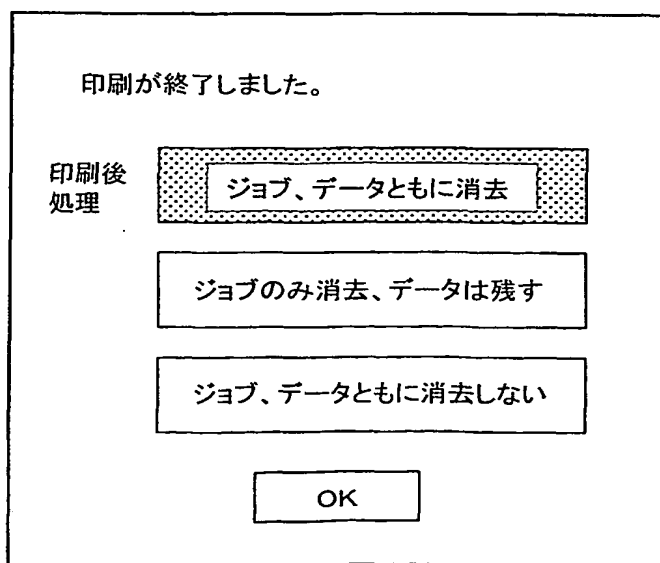 印刷が終了しました。
印刷後
処理
ジョブ、データともに消去
ジョブのみ消去、データは残す
ジョブ、データともに消去しない
OK